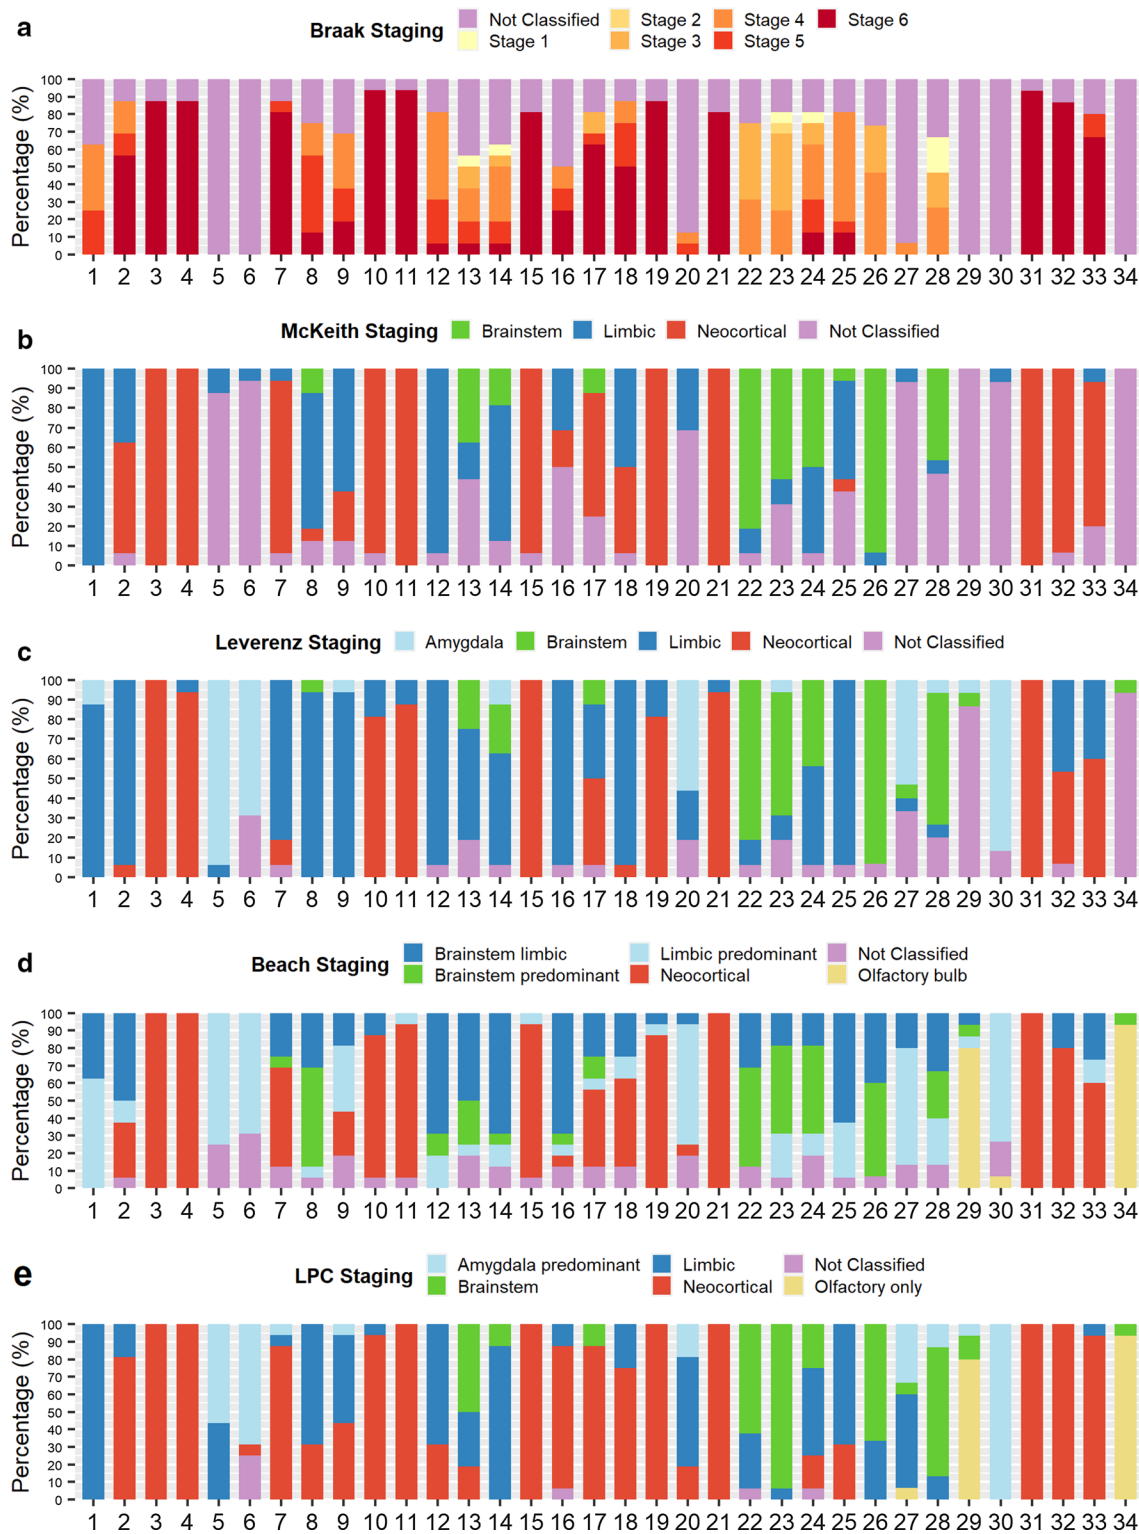 a
Braak Staging
Not Classified Stage 2 Stage 4 Stage 6
Stage 1 Stage 3 Stage 5
Percentage (%)
100
90
80
70
60
50
40
30
20
10
0
1 2 3 4 5 6 7 8 9 10 11 12 13 14 15 16 17 18 19 20 21 22 23 24 25 26 27 28 29 30 31 32 33 34
b
McKeith Staging Brainstem Limbic Neocortical Not Classified
Percentage (%)
100
90
80
70
60
50
40
30
20
10
0
1 2 3 4 5 6 7 8 9 10 11 12 13 14 15 16 17 18 19 20 21 22 23 24 25 26 27 28 29 30 31 32 33 34
c
Leverenz Staging Amygdala Brainstem Limbic Neocortical Not Classified
Percentage (%)
100
90
80
70
60
50
40
30
20
10
0
1 2 3 4 5 6 7 8 9 10 11 12 13 14 15 16 17 18 19 20 21 22 23 24 25 26 27 28 29 30 31 32 33 34
d
Beach Staging
Brainstem limbic Limbic predominant Not Classified
Brainstem predominant Neocortical Olfactory bulb
Percentage (%)
100
90
80
70
60
50
40
30
20
10
0
1 2 3 4 5 6 7 8 9 10 11 12 13 14 15 16 17 18 19 20 21 22 23 24 25 26 27 28 29 30 31 32 33 34
e
LPC Staging
Amygdala predominant Limbic Not Classified
Brainstem Neocortical Olfactory only
Percentage (%)
100
90
80
70
60
50
40
30
20
10
0
1 2 3 4 5 6 7 8 9 10 11 12 13 14 15 16 17 18 19 20 21 22 23 24 25 26 27 28 29 30 31 32 33 34